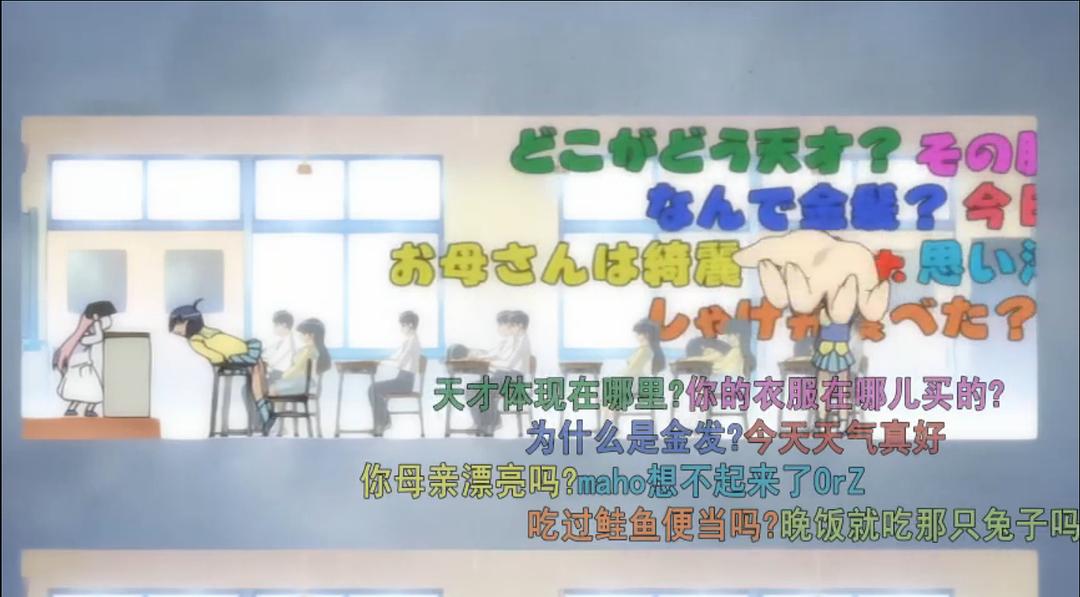 どこがどう天才？ その
なんで金髪？ 今日
お母さんは綺麗 た 思い
しゃけが べた？
天才体现在哪里?你的衣服在哪儿买的?
为什么是金发?今天天气真好
你母亲漂亮吗?maho想不起来了OrZ
吃过鲑鱼便当吗?晚饭就吃那只兔子吗